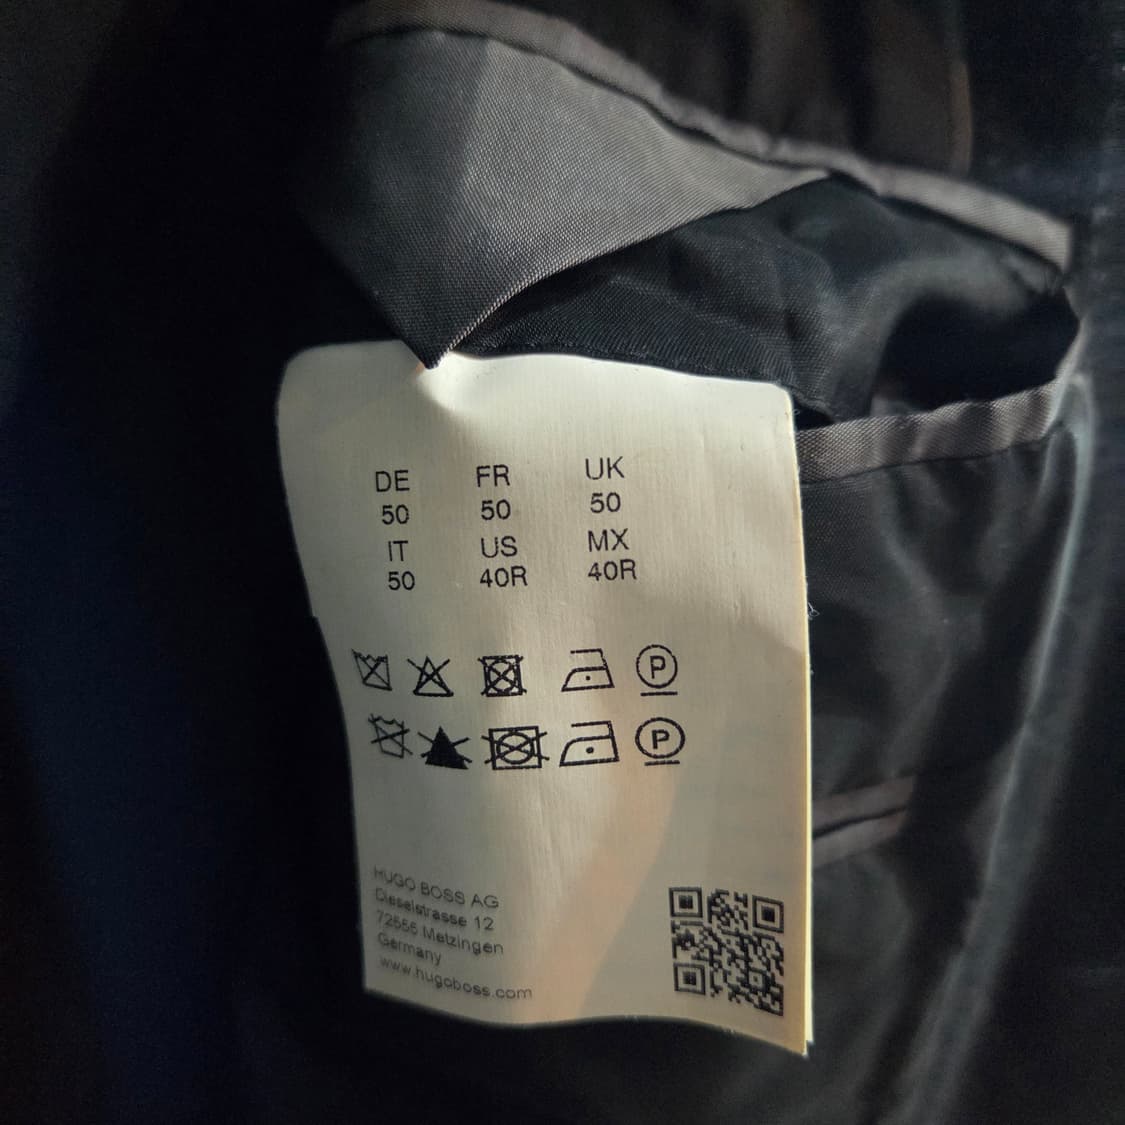 DE FR UK
50 50 50
IT US MX
50 40R 40R
P
P
HUGO BOSS AG
Dieselstrasse 12
72555 Metzingen
Germany
www.hugoboss.com